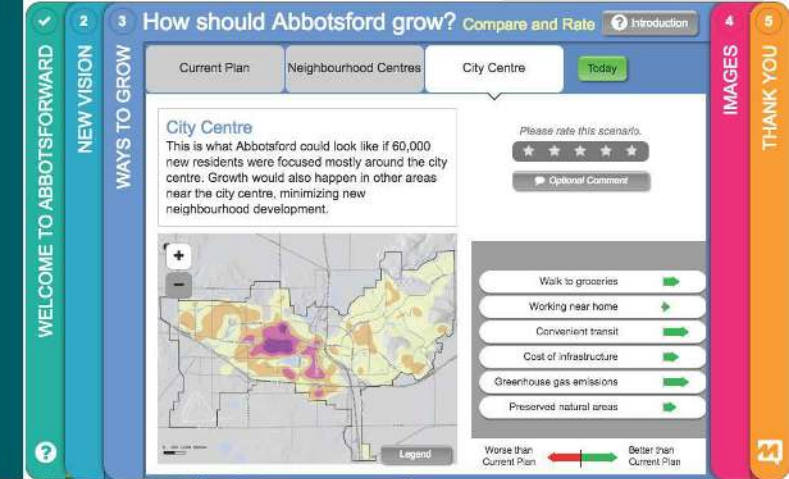 WELCOME TO ABBOTSFORWARD
2
NEW VISION
3
WAYS TO GROW
How should Abbotsford grow? Compare and Rate
? Introduction
Current Plan
Neighbourhood Centres
City Centre
Today
City Centre
This is what Abbotsford could look like if 60,000
new residents were focused mostly around the city
centre. Growth would also happen in other areas
near the city centre, minimizing new
neighbourhood development.
Please rate this scenario.
Optional Comment
+
−
Legend
Walk to groceries
Working near home
Convenient transit
Cost of infrastructure
Greenhouse gas emissions
Preserved natural areas
Worse than
Current Plan
Better than
Current Plan
4
IMAGES
5
THANK YOU
?